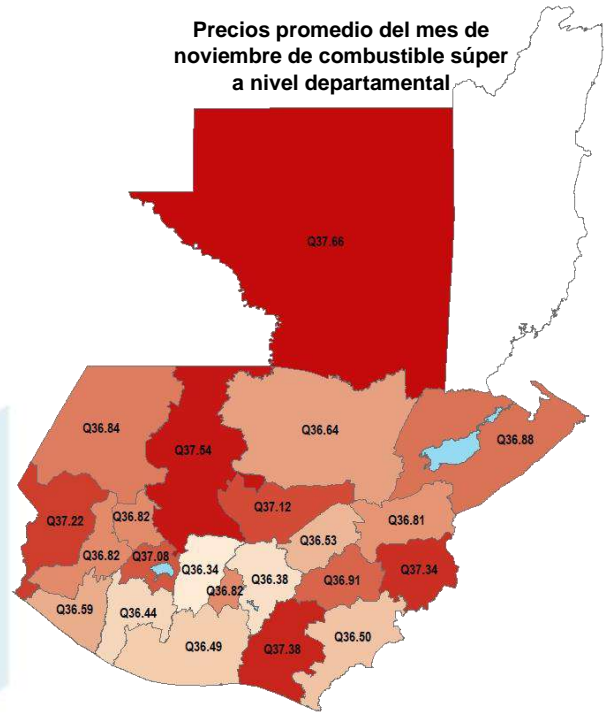 Precios promedio del mes de
noviembre de combustible súper
a nivel departamental
Q37.66
Q36.84
Q37.54
Q36.64
Q36.88
Q37.22
Q36.82
Q37.12
Q36.81
Q36.53
Q36.82
Q37.08
Q36.34
Q36.82
Q36.38
Q36.91
Q37.34
Q36.59
Q36.44
Q36.49
Q37.38
Q36.50